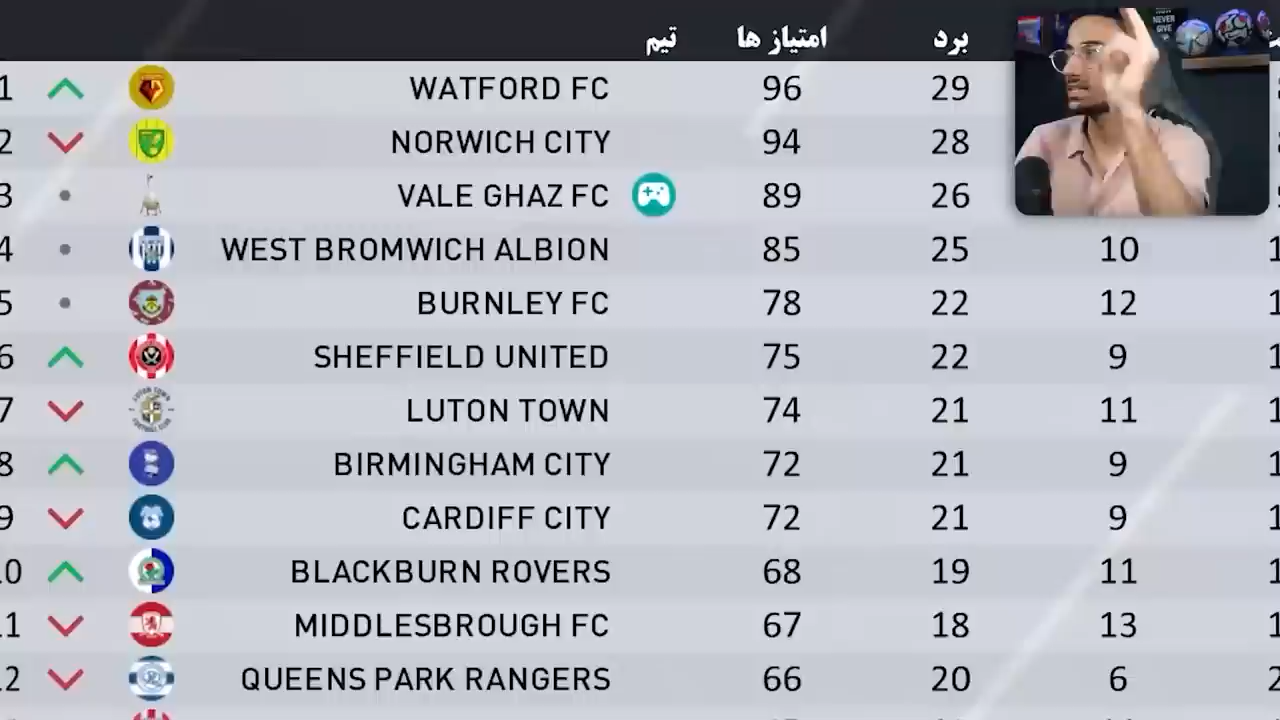 تیم امتیاز ها برد
1 WATFORD FC 96 29
2 NORWICH CITY 94 28
3 VALE GHAZ FC 89 26
4 WEST BROMWICH ALBION 85 25 10
5 BURNLEY FC 78 22 12
6 SHEFFIELD UNITED 75 22 9
7 LUTON TOWN 74 21 11
8 BIRMINGHAM CITY 72 21 9
9 CARDIFF CITY 72 21 9
10 BLACKBURN ROVERS 68 19 11
11 MIDDLESBROUGH FC 67 18 13
12 QUEENS PARK RANGERS 66 20 6
NEVER
GIVE